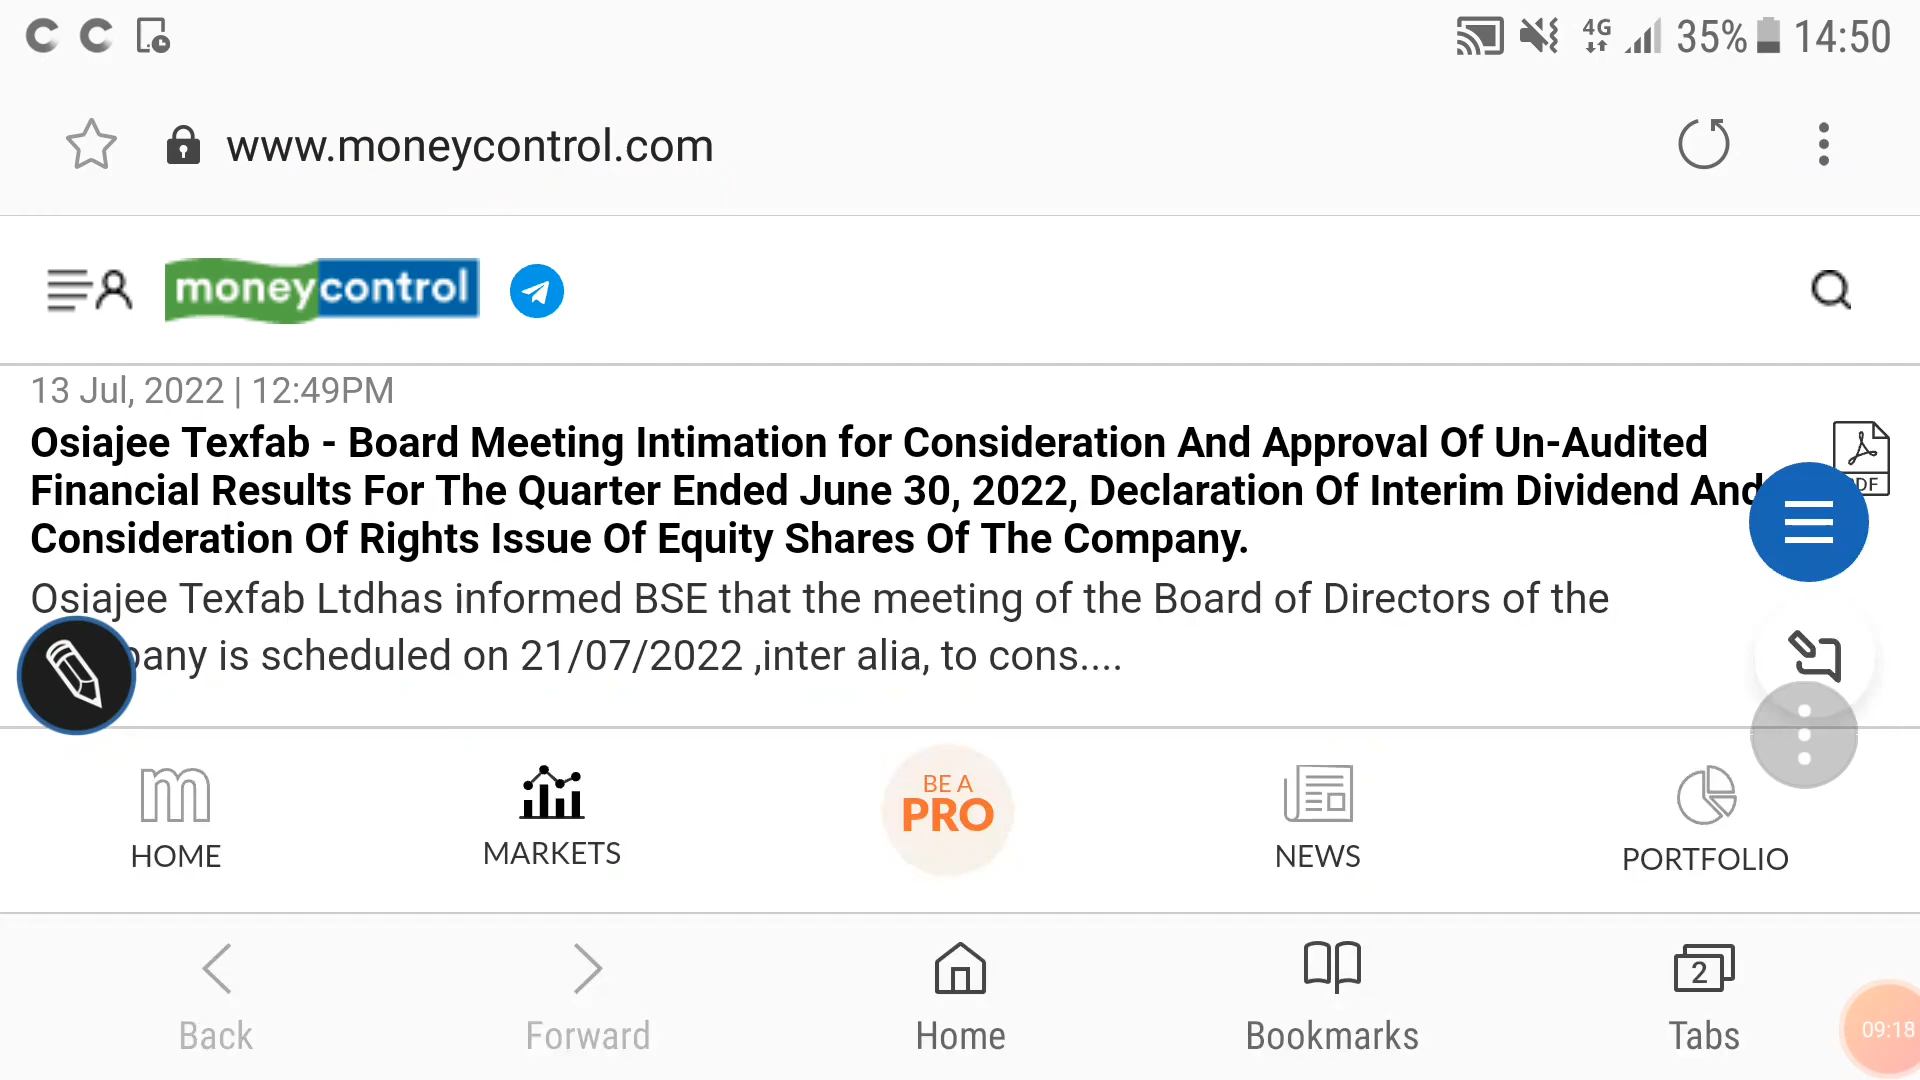 4G 35% 14:50
www.moneycontrol.com
moneycontrol
13 Jul, 2022 | 12:49PM
Osiajee Texfab - Board Meeting Intimation for Consideration And Approval Of Un-Audited
Financial Results For The Quarter Ended June 30, 2022, Declaration Of Interim Dividend And
Consideration Of Rights Issue Of Equity Shares Of The Company.
Osiajee Texfab Ltdhas informed BSE that the meeting of the Board of Directors of the
pany is scheduled on 21/07/2022 ,inter alia, to cons....
BE A
PRO
HOME MARKETS NEWS PORTFOLIO
2
Back Forward Home Bookmarks Tabs
09:18